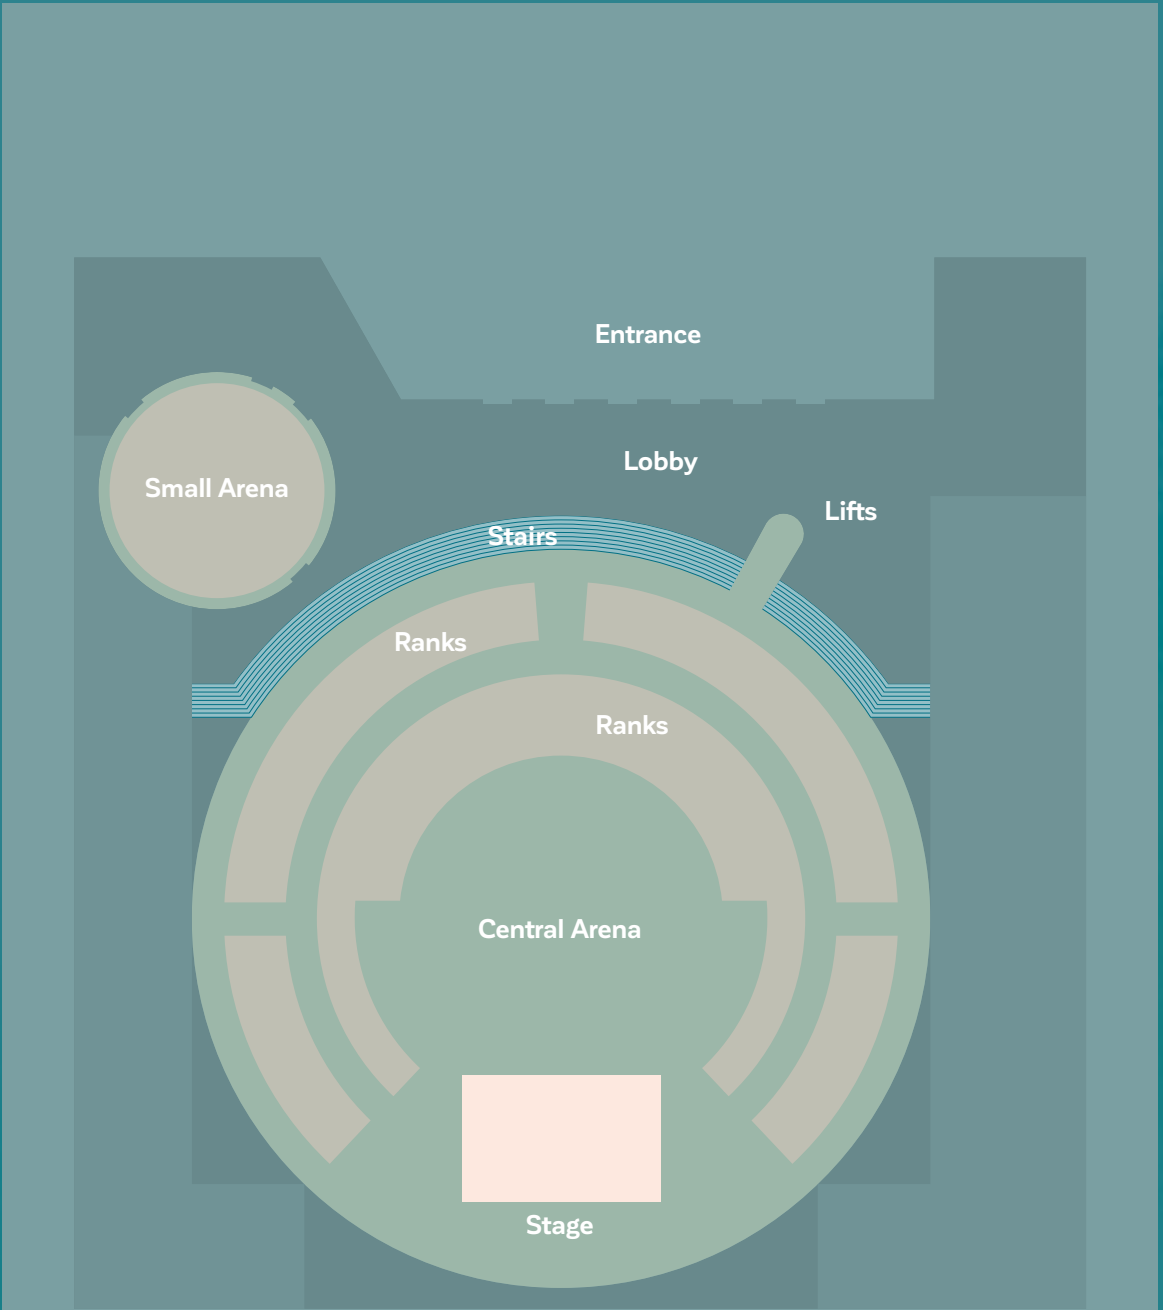 Entrance
Lobby
Small Arena
Lifts
Stairs
Ranks
Ranks
Central Arena
Stage